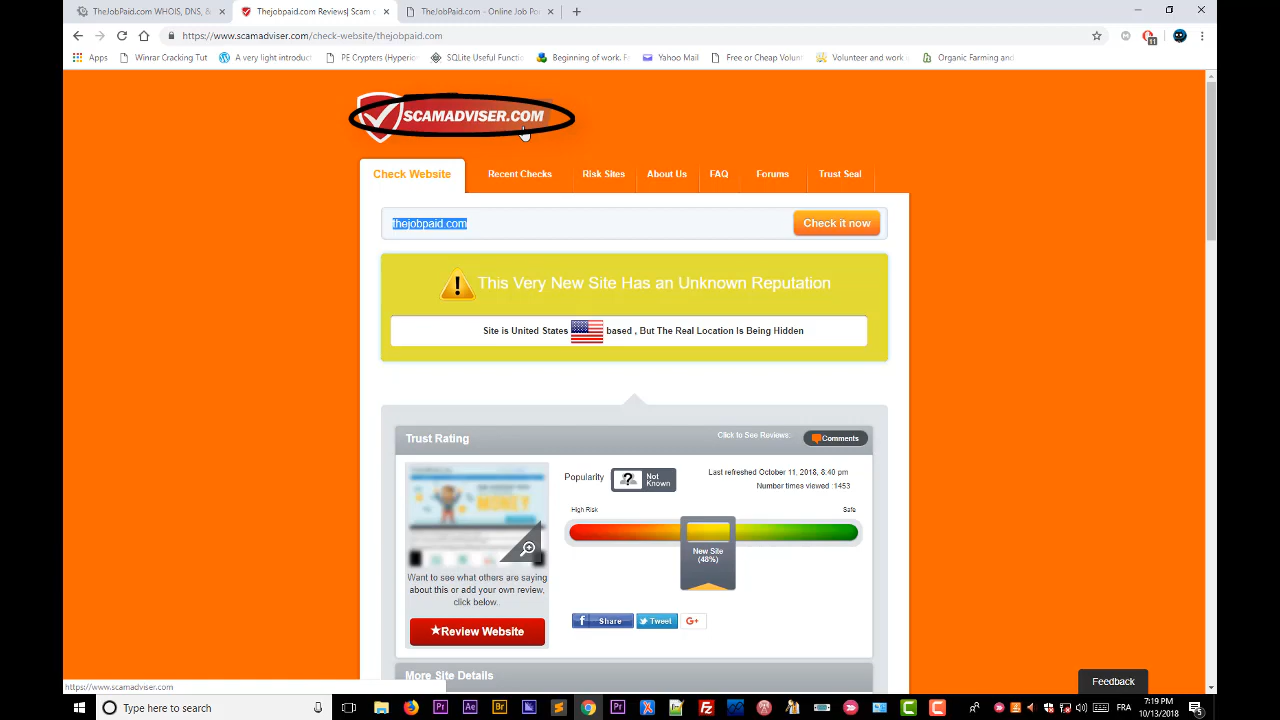 TheJobPaid.com WHOIS, DNS, &
Thejobpaid.com Reviews| Scam
TheJobPaid.com - Online Job Po
https://www.scamadviser.com/check-website/thejobpaid.com
11
Apps
Winrar Cracking Tut
A very light introduct
PE Crypters (Hyperio
SQLite Useful Functio
Beginning of work. F
Yahoo Mail
Free or Cheap Volun
Volunteer and work i
Organic Farming and
SCAMADVISER.COM
Check Website
Recent Checks
Risk Sites
About Us
FAQ
Forums
Trust Seal
thejobpaid.com
Check it now
This Very New Site Has an Unknown Reputation
Site is United States based , But The Real Location Is Being Hidden
Trust Rating
Click to See Reviews:
Comments
Popularity
Not
Known
Last refreshed October 11, 2018, 8:40 pm
Number times viewed :1453
High Risk
Safe
New Site
(48%)
MONEY
Want to see what others are saying
about this or add your own review,
click below..
Review Website
Share
Tweet
G+
More Site Details
Feedback
https://www.scamadviser.com
Type here to search
Pr
Ae
Br
Pr
FRA
7:19 PM
10/13/2018
3